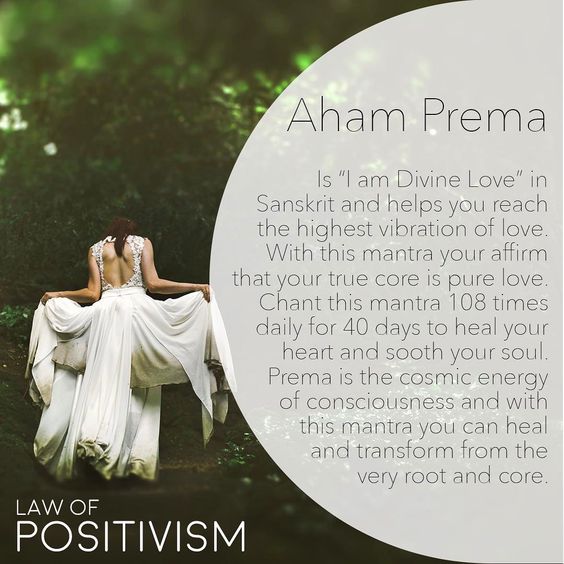 Aham Prema
Is “I am Divine Love” in
Sanskrit and helps you reach
the highest vibration of love.
With this mantra your affirm
that your true core is pure love.
Chant this mantra 108 times
daily for 40 days to heal your
heart and sooth your soul.
Prema is the cosmic energy
of consciousness and with
this mantra you can heal
and transform from the
very root and core.
LAW OF
POSITIVISM